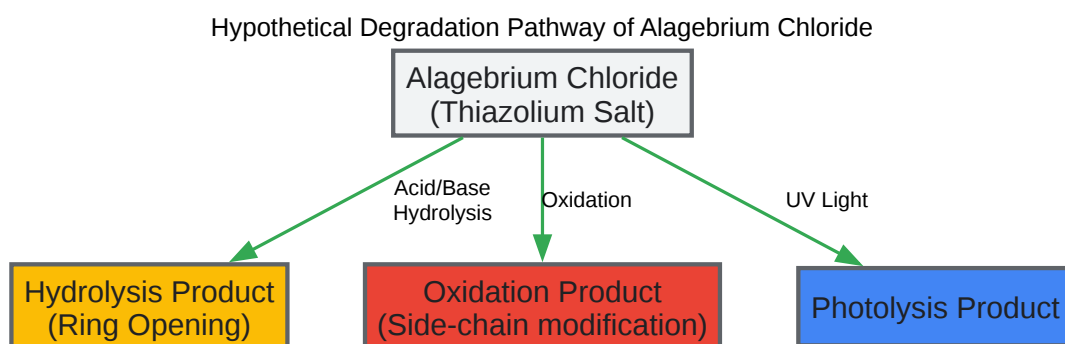 Hypothetical Degradation Pathway of Alagebrium Chloride
Alagebrium Chloride
(Thiazolium Salt)
Acid/Base
Hydrolysis
Oxidation
UV Light
Hydrolysis Product
(Ring Opening)
Oxidation Product
(Side-chain modification)
Photolysis Product